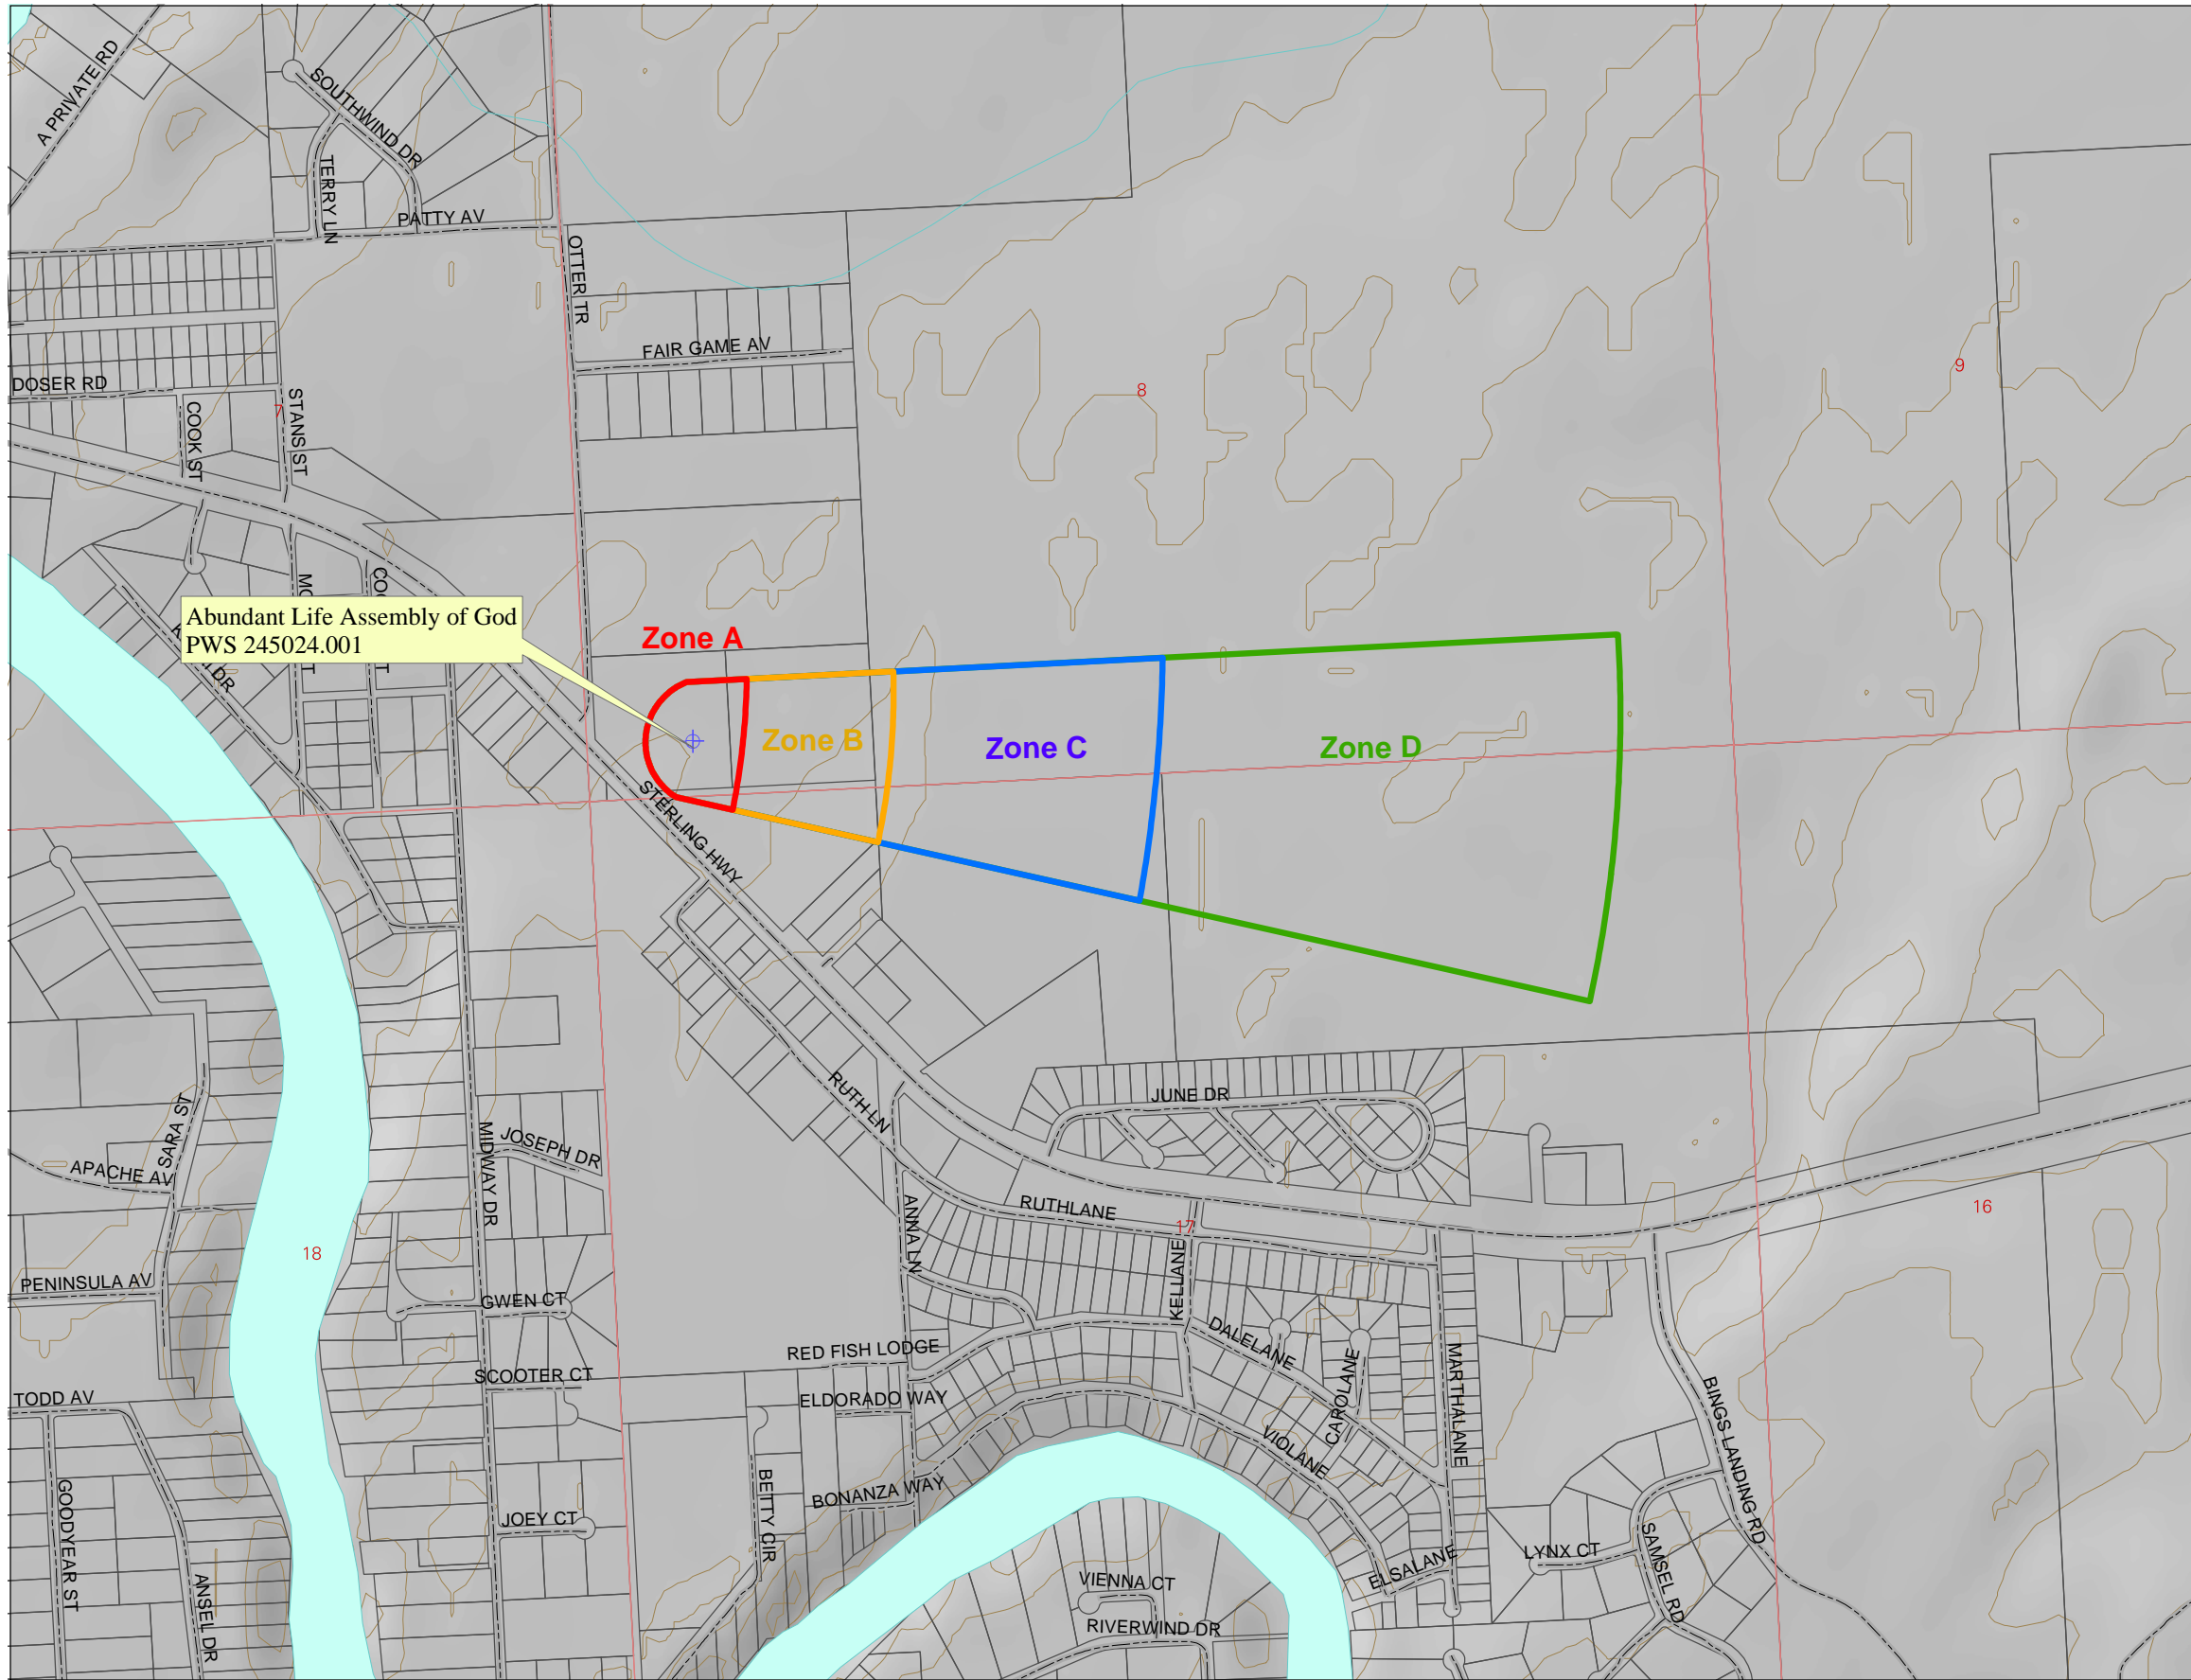 A PRIVATE RD
SOUTHWIND DR
TERRY LN
PATTY AV
OTTER TR
FAIR GAME AV
DOSER RD
COOK ST
STANS ST
7
8
9
Abundant Life Assembly of God
PWS 245024.001
DR
Zone A
Zone B
Zone C
Zone D
STERLING HWY
RUTH LN
JUNE DR
SARA ST
APACHE AV
MIDWAY DR
JOSEPH DR
ANNA LN
RUTHLANE
17
16
18
KELLANE
PENINSULA AV
GWEN CT
DALELANE
CAROLANE
MARTHALANE
RED FISH LODGE
SCOOTER CT
ELDORADO WAY
TODD AV
VIOLANE
BINGS LANDING RD
GOODYEAR ST
BETTY CIR
BONANZA WAY
JOEY CT
ANSEL DR
ELSALANE
LYNX CT
SAMSEL RD
VIENNA CT
RIVERWIND DR